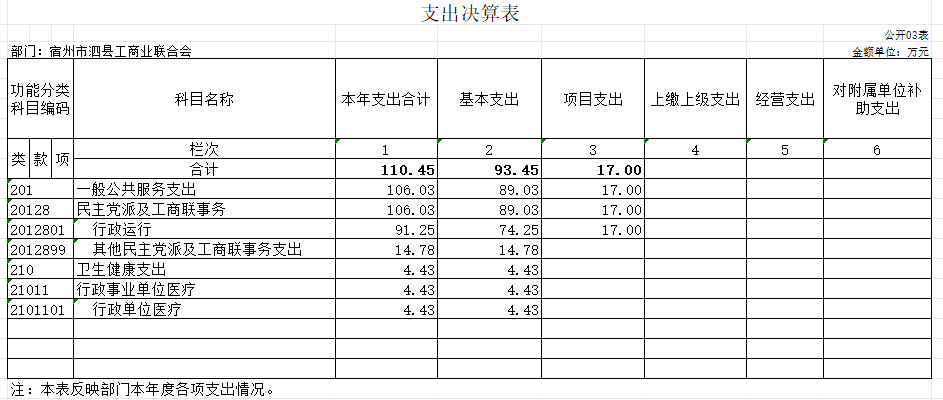 支出决算表
公开03表
部门：宿州市泗县工商业联合会 金额单位：万元
功能分类科目编码 科目名称 本年支出合计 基本支出 项目支出 上缴上级支出 经营支出 对附属单位补助支出
类 款 项 栏次 1 2 3 4 5 6
合计 110.45 93.45 17.00
201 一般公共服务支出 106.03 89.03 17.00
20128 民主党派及工商联事务 106.03 89.03 17.00
2012801 行政运行 91.25 74.25 17.00
2012899 其他民主党派及工商联事务支出 14.78 14.78
210 卫生健康支出 4.43 4.43
21011 行政事业单位医疗 4.43 4.43
2101101 行政单位医疗 4.43 4.43
注：本表反映部门本年度各项支出情况。